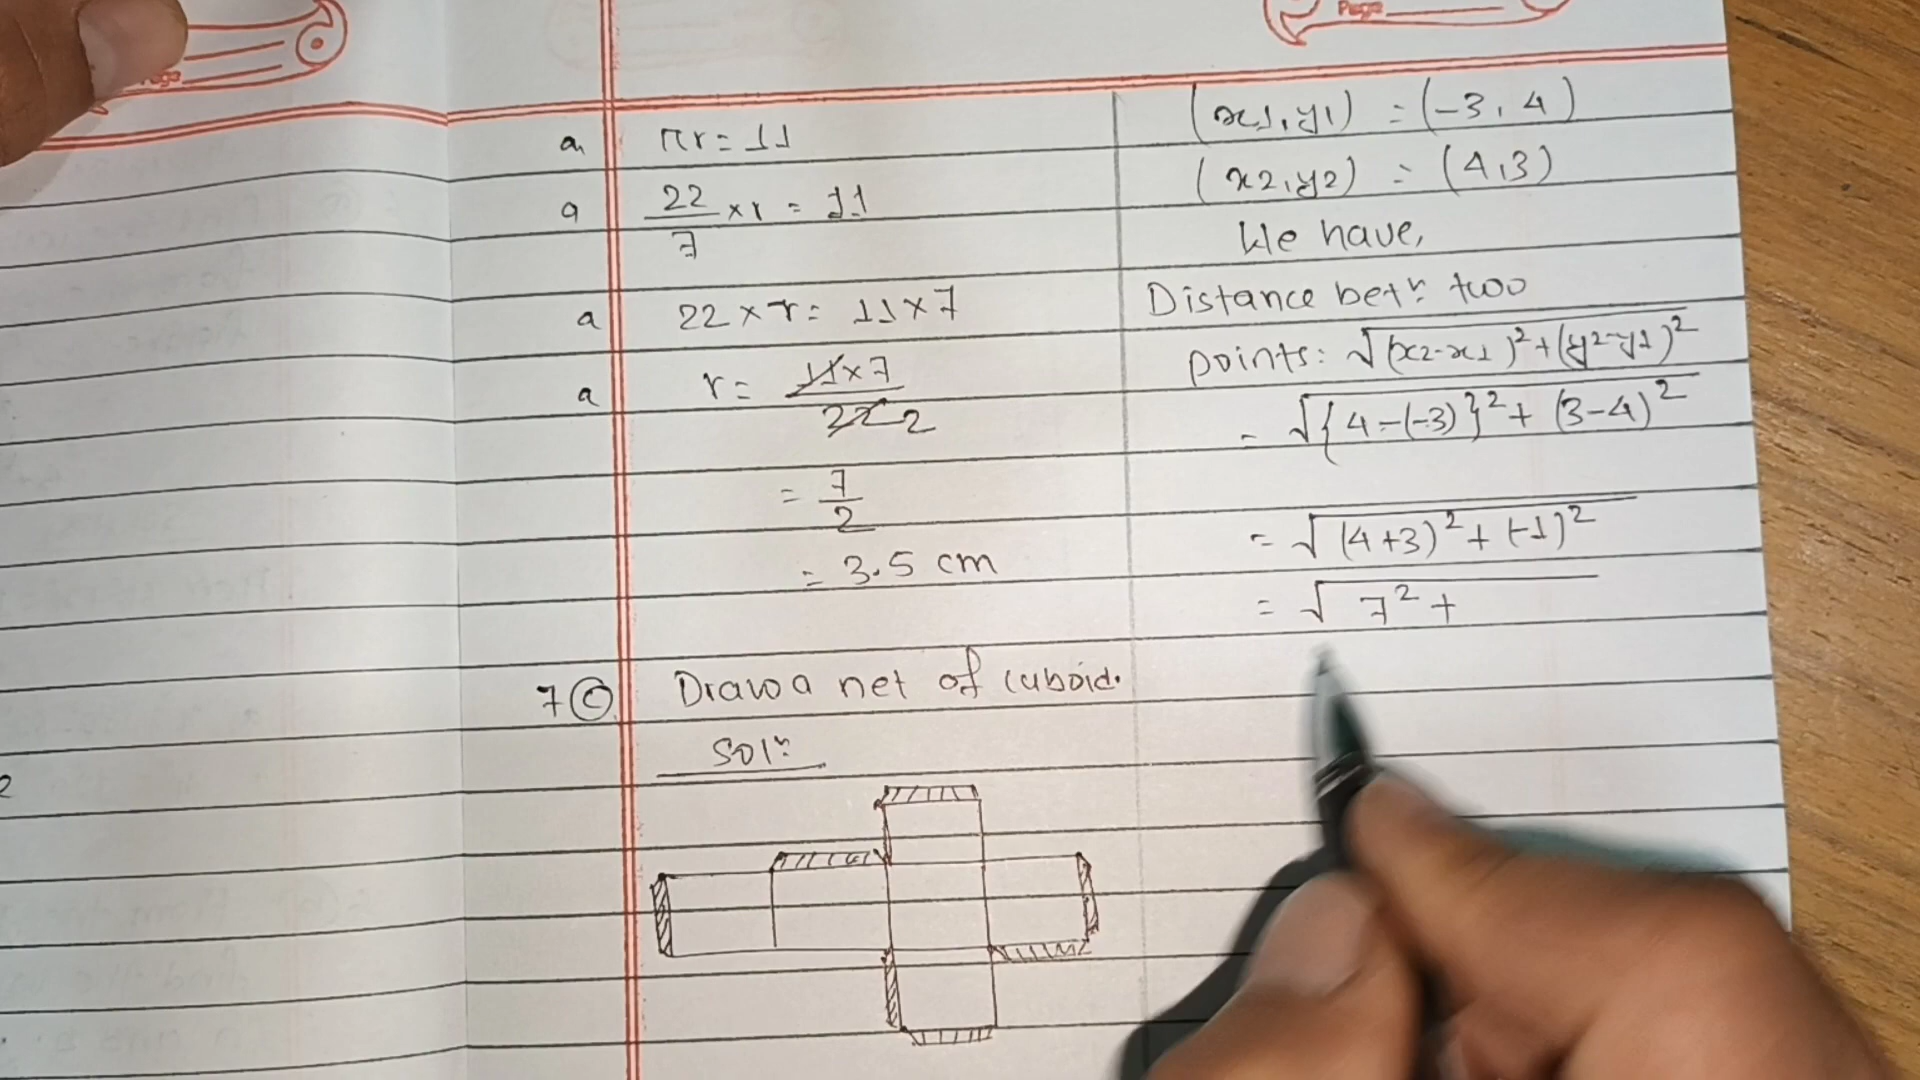 Page
Page
a, πr = 11
a 22/7 × r = 11
a 22 × r = 11 × 7
a r = 11×7/22 2
= 7/2
= 3.5 cm
7 (c) Draw a net of cuboid.
Solⁿ:
(x1, y1) = (-3, 4)
(x2, y2) = (4, 3)
We have,
Distance betⁿ two
points: √(x2-x1)² + (y2-y1)²
= √{4-(-3)}² + (3-4)²
= √(4+3)² + (-1)²
= √7² +
2